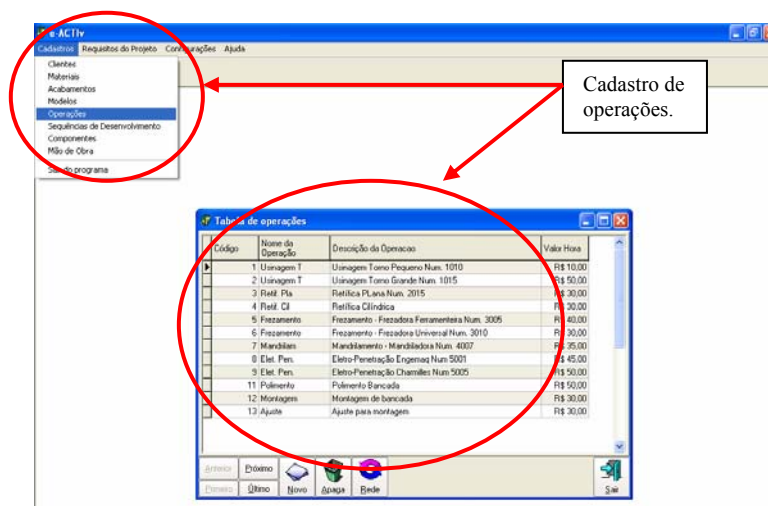 e-ACTIv
Cadastros Requisitos do Projeto Configurações Ajuda
Clientes
Materiais
Acabamentos
Modelos
Operações
Sequências de Desenvolvimento
Componentes
Mão de Obra
Sair do programa
Cadastro de
operações.
Tabela de operações
Código Nome da Operação Descrição da Operacao Valor Hora
1 Usinagem T Usinagem Torno Pequeno Num. 1010 R$ 10,00
2 Usinagem T Usinagem Torno Grande Num. 1015 R$ 50,00
3 Retif. Pla Retifica PLana Num. 2015 R$ 30,00
4 Retif. Cil Retifica Cilíndrica R$ 30,00
5 Frezamento Frezamento - Frezadora Ferramenteira Num. 3005 R$ 40,00
6 Frezamento Frezamento - Frezadora Universal Num. 3010 R$ 30,00
7 Mandrilam Mandrilamento - Mandriladora Num. 4007 R$ 35,00
8 Elet. Pen. Eletro-Penetração Engemaq Num 5001 R$ 45,00
9 Elet. Pen. Eletro-Penetração Charmilles Num 5005 R$ 50,00
11 Polimento Polimento Bancada R$ 50,00
12 Montagem Montagem de bancada R$ 30,00
13 Ajuste Ajuste para montagem R$ 30,00
Anterior Próximo
Primeiro Último Novo Apaga Rede Sair